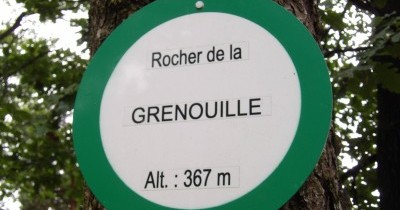 Rocher de la
GRENOUILLE
Alt. : 367 m